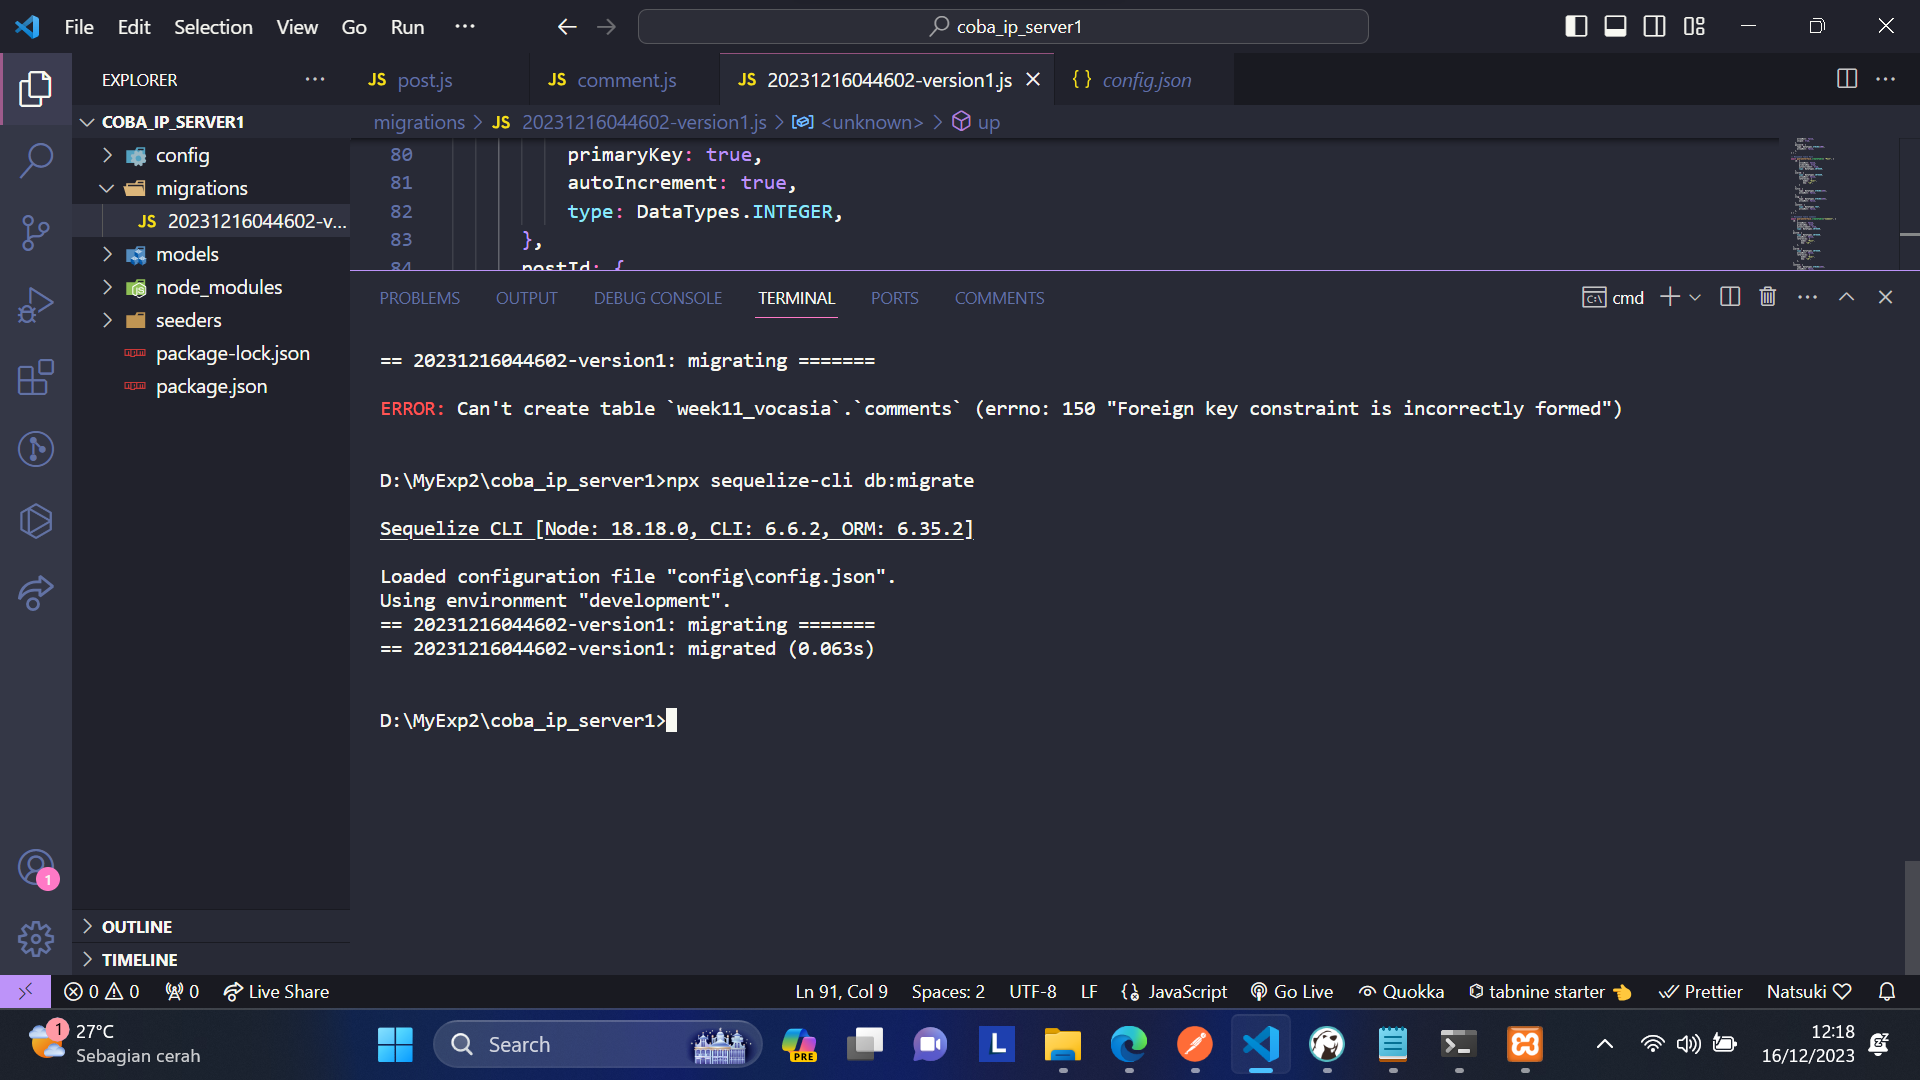 File Edit Selection View Go Run ···
coba_ip_server1
EXPLORER
JS post.js
JS comment.js
JS 20231216044602-version1.js
{} config.json
COBA_IP_SERVER1
config
migrations
JS 20231216044602-v...
models
node_modules
seeders
package-lock.json
package.json
OUTLINE
TIMELINE
migrations > JS 20231216044602-version1.js > <unknown> > up
80 primaryKey: true,
81 autoIncrement: true,
82 type: DataTypes.INTEGER,
83 },
84 postId: {
PROBLEMS OUTPUT DEBUG CONSOLE TERMINAL PORTS COMMENTS
cmd
== 20231216044602-version1: migrating =======
ERROR: Can't create table `week11_vocasia`.`comments` (errno: 150 "Foreign key constraint is incorrectly formed")
D:\MyExp2\coba_ip_server1>npx sequelize-cli db:migrate
Sequelize CLI [Node: 18.18.0, CLI: 6.6.2, ORM: 6.35.2]
Loaded configuration file "config\config.json".
Using environment "development".
== 20231216044602-version1: migrating =======
== 20231216044602-version1: migrated (0.063s)
D:\MyExp2\coba_ip_server1>
1
0 0 0 Live Share
Ln 91, Col 9 Spaces: 2 UTF-8 LF {} JavaScript Go Live Quokka tabnine starter Prettier Natsuki
1
27°C
Sebagian cerah
Search
PRE
L
12:18
16/12/2023